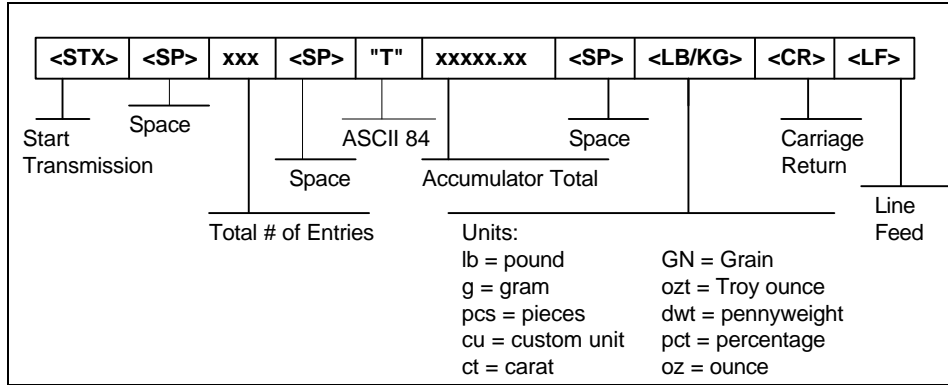 <STX> <SP> xxx <SP> "T" xxxxx.xx <SP> <LB/KG> <CR> <LF>
Start
Transmission
Space
Total # of Entries
Space
ASCII 84
Accumulator Total
Space
Units:
lb = pound
g = gram
pcs = pieces
cu = custom unit
ct = carat
GN = Grain
ozt = Troy ounce
dwt = pennyweight
pct = percentage
oz = ounce
Carriage
Return
Line
Feed